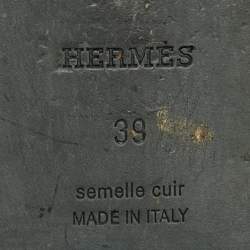 HERMÈS
39
semelle cuir
MADE IN ITALY